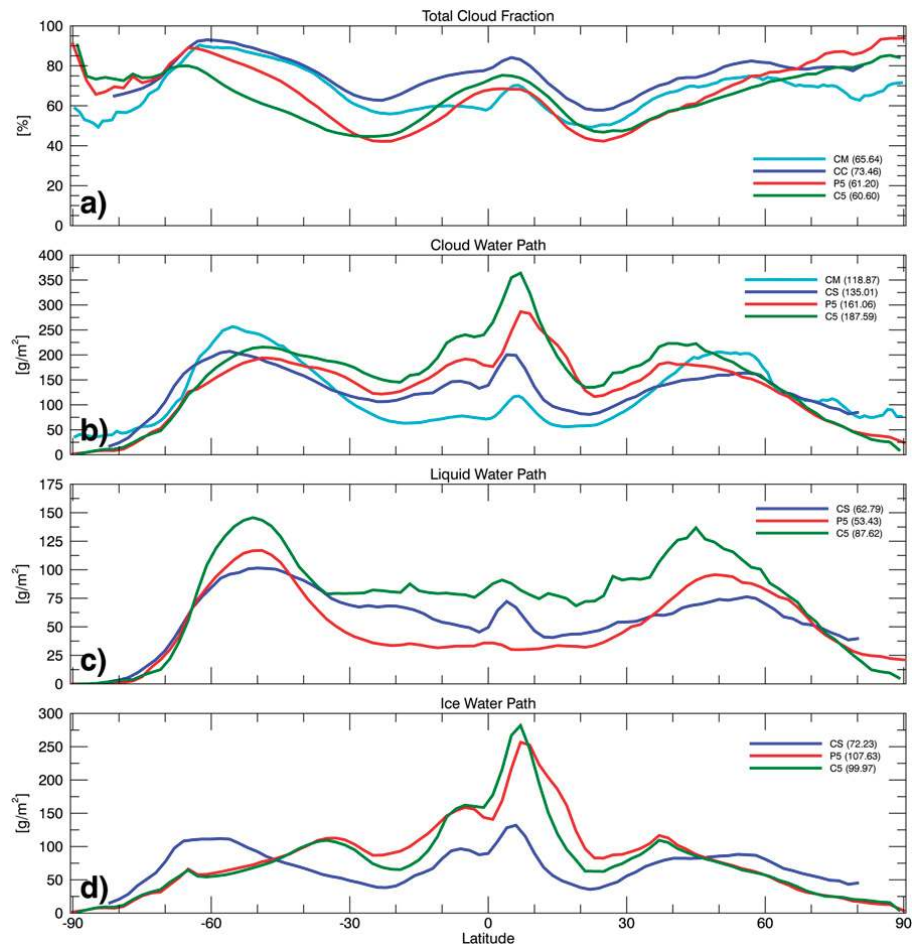 Total Cloud Fraction
100
80
60
40
20
0
[%]
a)
CM (65.64)
CC (73.46)
P5 (61.20)
C5 (60.60)
Cloud Water Path
400
350
300
250
200
150
100
50
0
[g/m²]
b)
CM (118.87)
CS (135.01)
P5 (161.06)
C5 (187.59)
Liquid Water Path
175
150
125
100
75
50
25
0
[g/m²]
c)
CS (62.79)
P5 (53.43)
C5 (87.62)
Ice Water Path
300
250
200
150
100
50
0
[g/m²]
d)
CS (72.23)
P5 (107.63)
C5 (99.97)
-90 -60 -30 0 30 60 90
Latitude